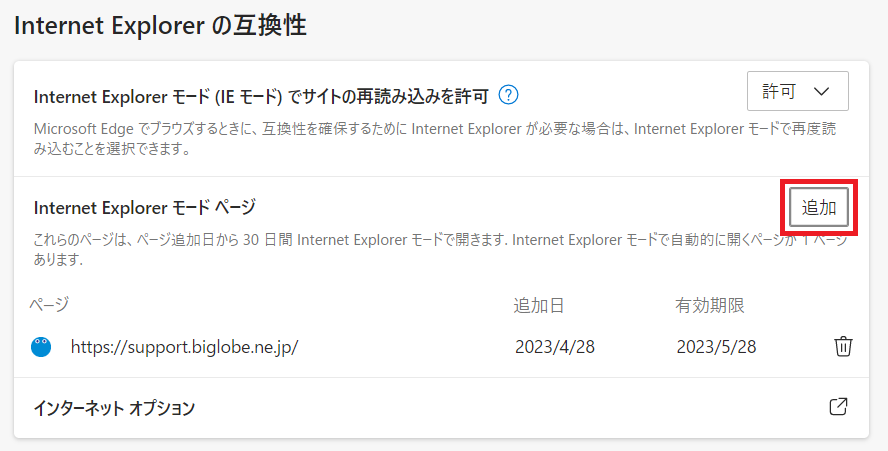 Internet Explorer の互換性
Internet Explorer モード (IE モード) でサイトの再読み込みを許可 ?
許可
Microsoft Edge でブラウズするときに、互換性を確保するために Internet Explorer が必要な場合は、Internet Explorer モードで再度読
み込むことを選択できます。
Internet Explorer モード ページ
追加
これらのページは、ページ追加日から 30 日間 Internet Explorer モードで開きます. Internet Explorer モードで自動的に開くページが 1 ページ
あります.
ページ 追加日 有効期限
https://support.biglobe.ne.jp/ 2023/4/28 2023/5/28
インターネット オプション